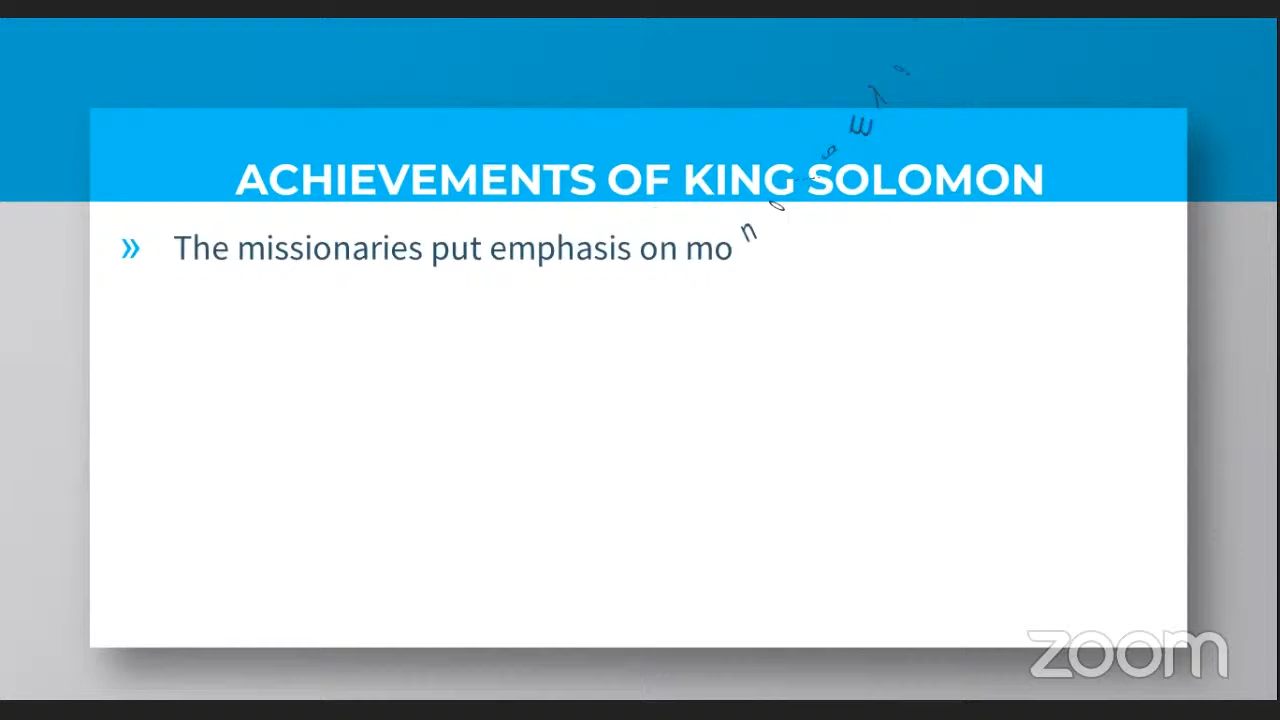 ACHIEVEMENTS OF KING SOLOMON
» The missionaries put emphasis on mo
zoom